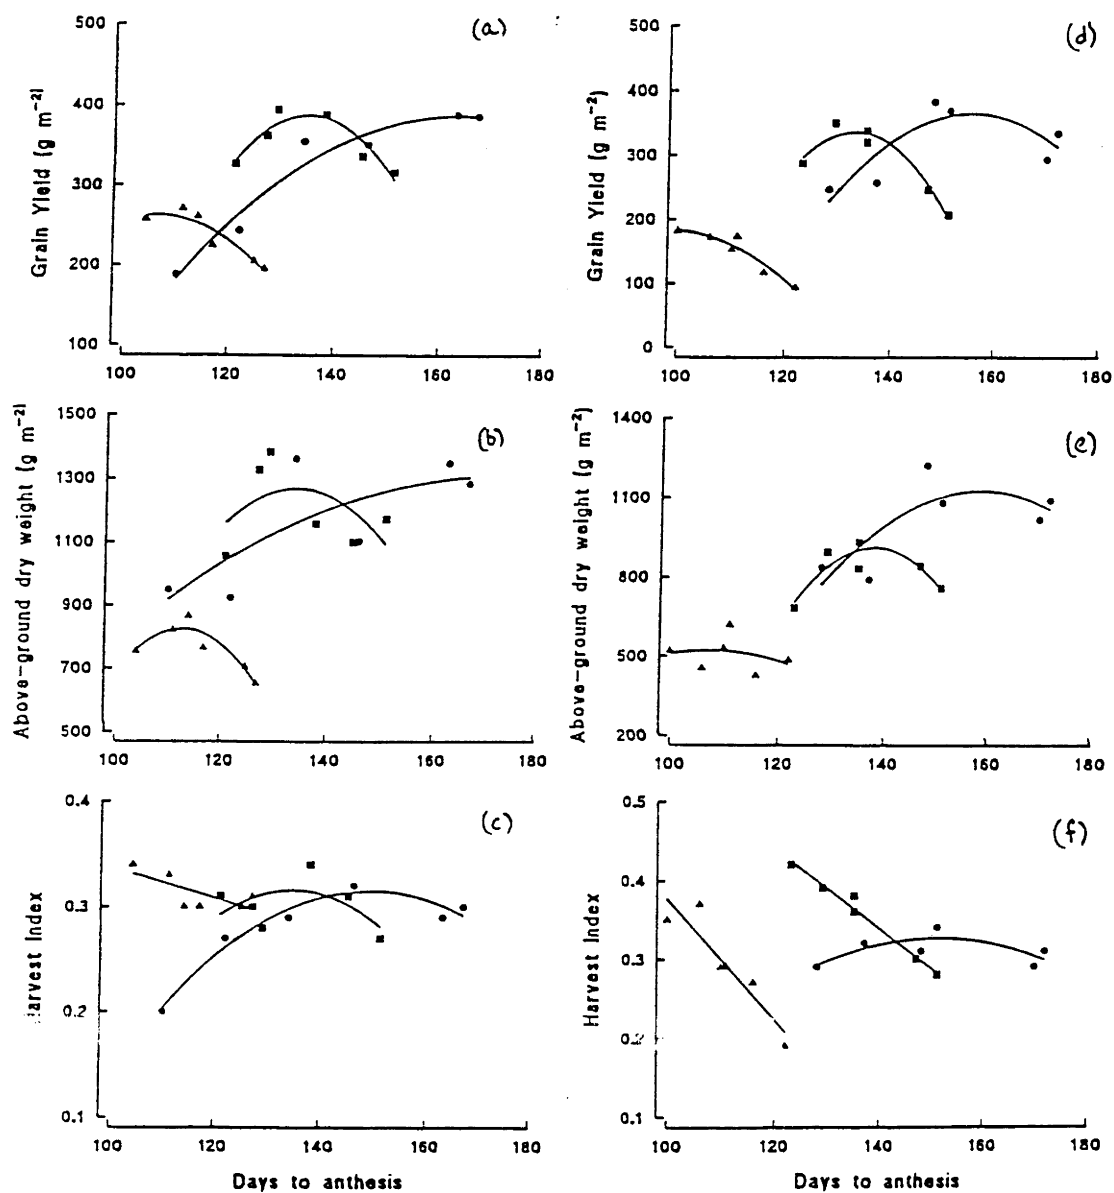 (a)
500
400
300
200
100
Grain Yield (g m⁻²)
100 120 140 160 180
(d)
500
400
300
200
100
0
Grain Yield (g m⁻²)
100 120 140 160 180
(b)
1500
1300
1100
900
700
500
Above-ground dry weight (g m⁻²)
100 120 140 160 180
(e)
1400
1100
800
500
200
Above-ground dry weight (g m⁻²)
100 120 140 160 180
(c)
0.4
0.3
0.2
0.1
Harvest Index
100 120 140 160 180
Days to anthesis
(f)
0.5
0.4
0.3
0.2
0.1
Harvest Index
100 120 140 160 180
Days to anthesis